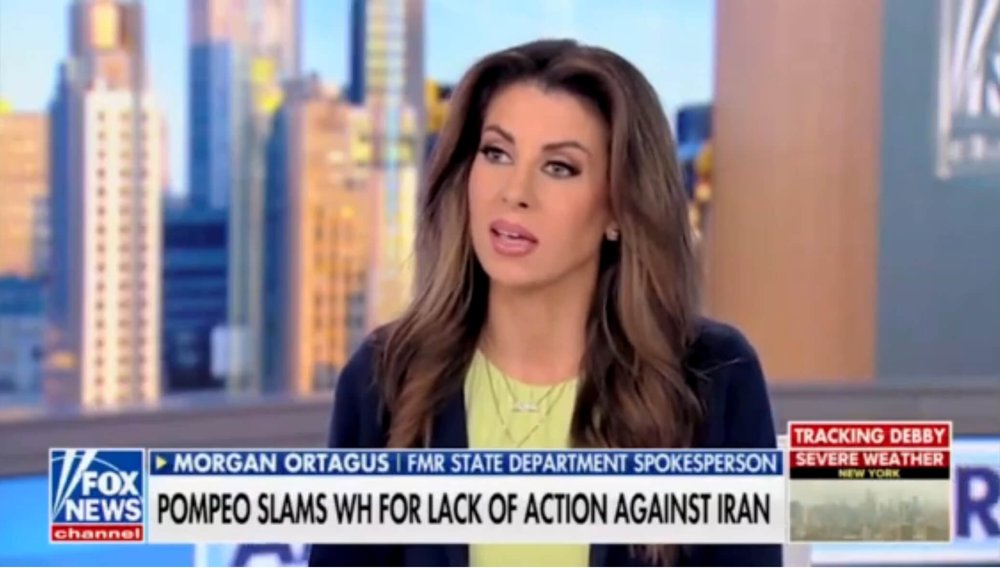 FOX
NEWS
channel
MORGAN ORTAGUS | FMR STATE DEPARTMENT SPOKESPERSON
POMPEO SLAMS WH FOR LACK OF ACTION AGAINST IRAN
TRACKING DEBBY
SEVERE WEATHER
NEW YORK
R